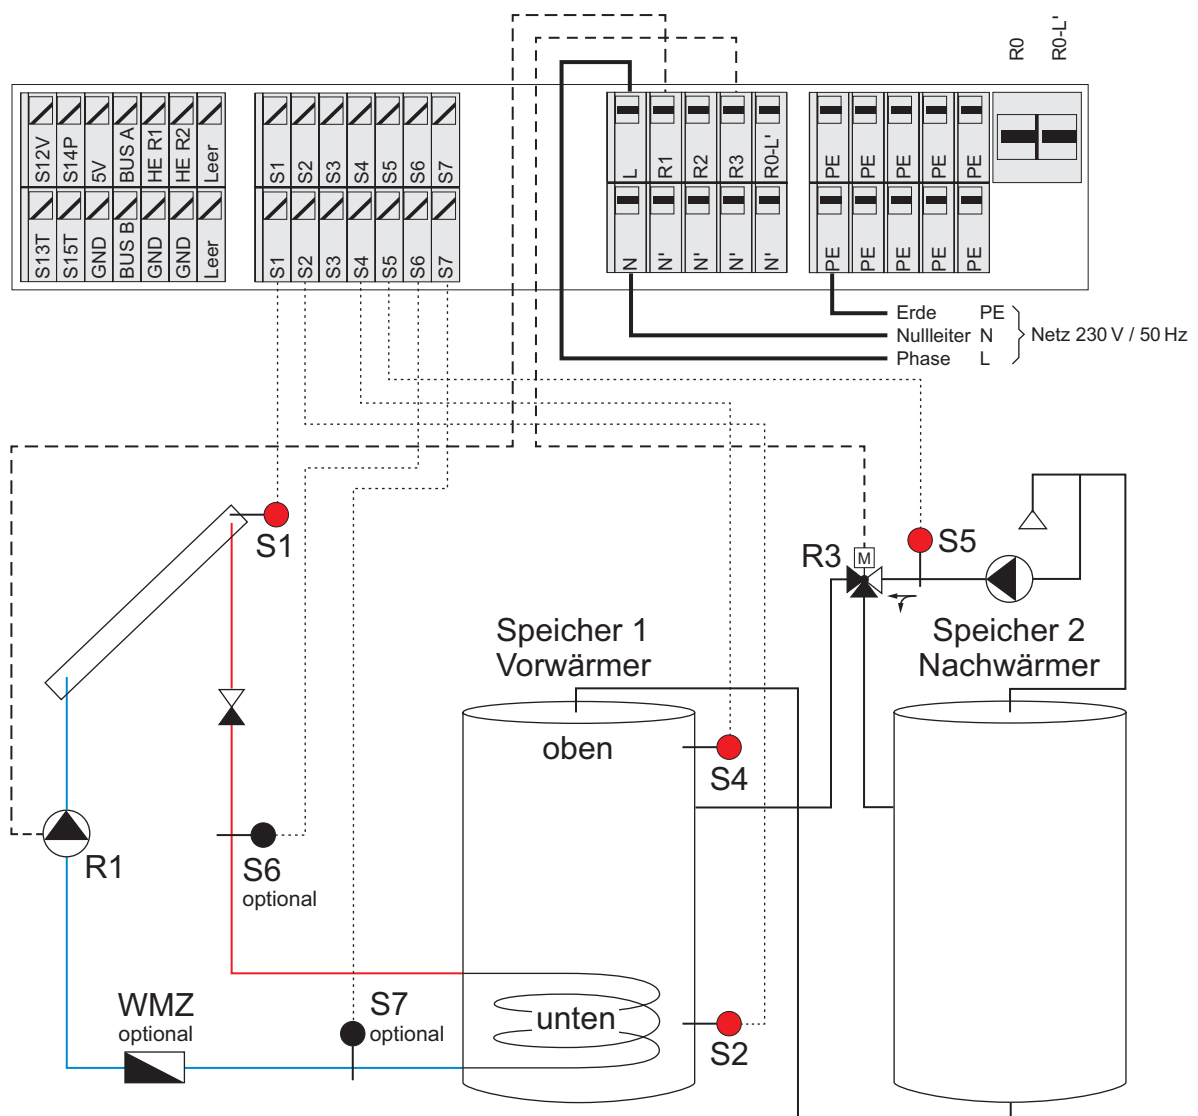 R0
R0-L'
S12V
S14P
5V
BUS A
HE R1
HE R2
Leer
S1
S2
S3
S4
S5
S6
S7
L
R1
R2
R3
R0-L'
PE
PE
PE
PE
PE
S13T
S15T
GND
BUS B
GND
GND
Leer
S1
S2
S3
S4
S5
S6
S7
N
N'
N'
N'
N'
PE
PE
PE
PE
PE
Erde PE
Nullleiter N
Phase L
Netz 230 V / 50 Hz
S1
R3
M
S5
Speicher 1
Vorwärmer
Speicher 2
Nachwärmer
oben
S4
R1
S6
optional
WMZ
optional
S7
optional
unten
S2